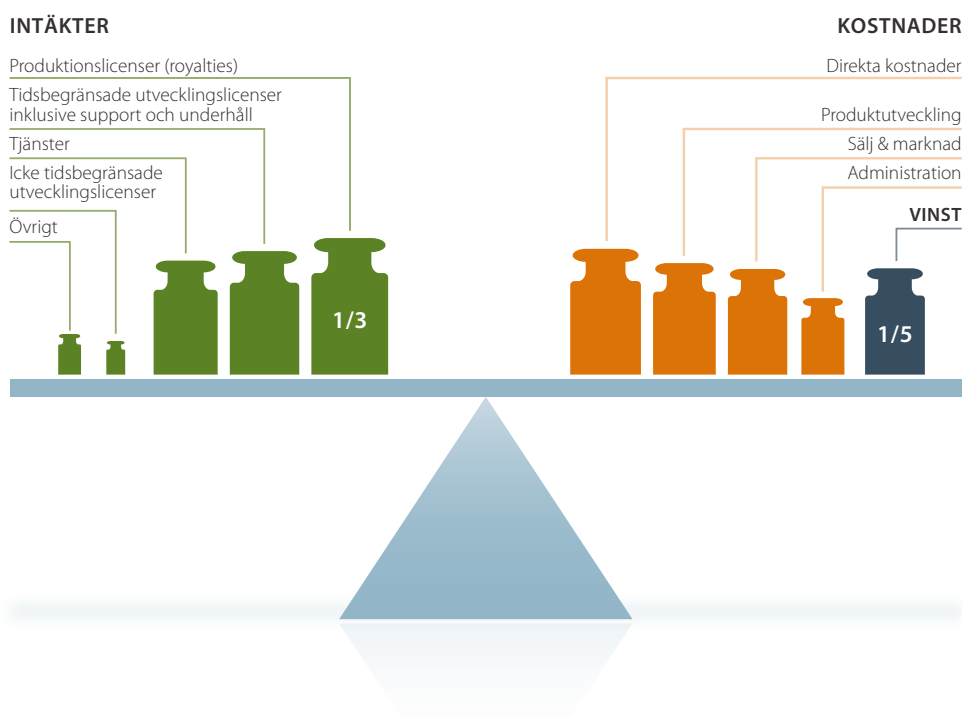 INTÄKTER
Produktionslicenser (royalties)
Tidsbegränsade utvecklingslicenser
inklusive support och underhåll
Tjänster
Icke tidsbegränsade
utvecklingslicenser
Övrigt
1/3
KOSTNADER
Direkta kostnader
Produktutveckling
Sälj & marknad
Administration
VINST
1/5